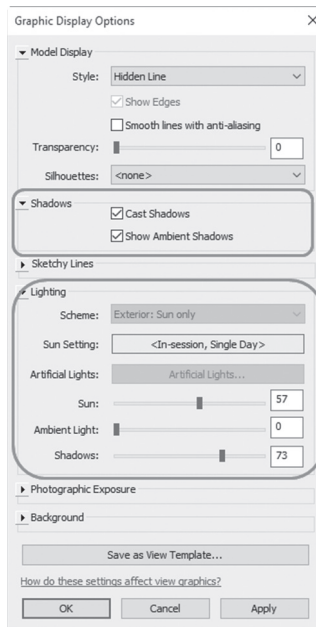 Graphic Display Options
Model Display
Style: Hidden Line
Show Edges
Smooth lines with anti-aliasing
Transparency: 0
Silhouettes: <none>
Shadows
Cast Shadows
Show Ambient Shadows
Sketchy Lines
Lighting
Scheme: Exterior: Sun only
Sun Setting: <In-session, Single Day>
Artificial Lights: Artificial Lights...
Sun: 57
Ambient Light: 0
Shadows: 73
Photographic Exposure
Background
Save as View Template...
How do these settings affect view graphics?
OK Cancel Apply